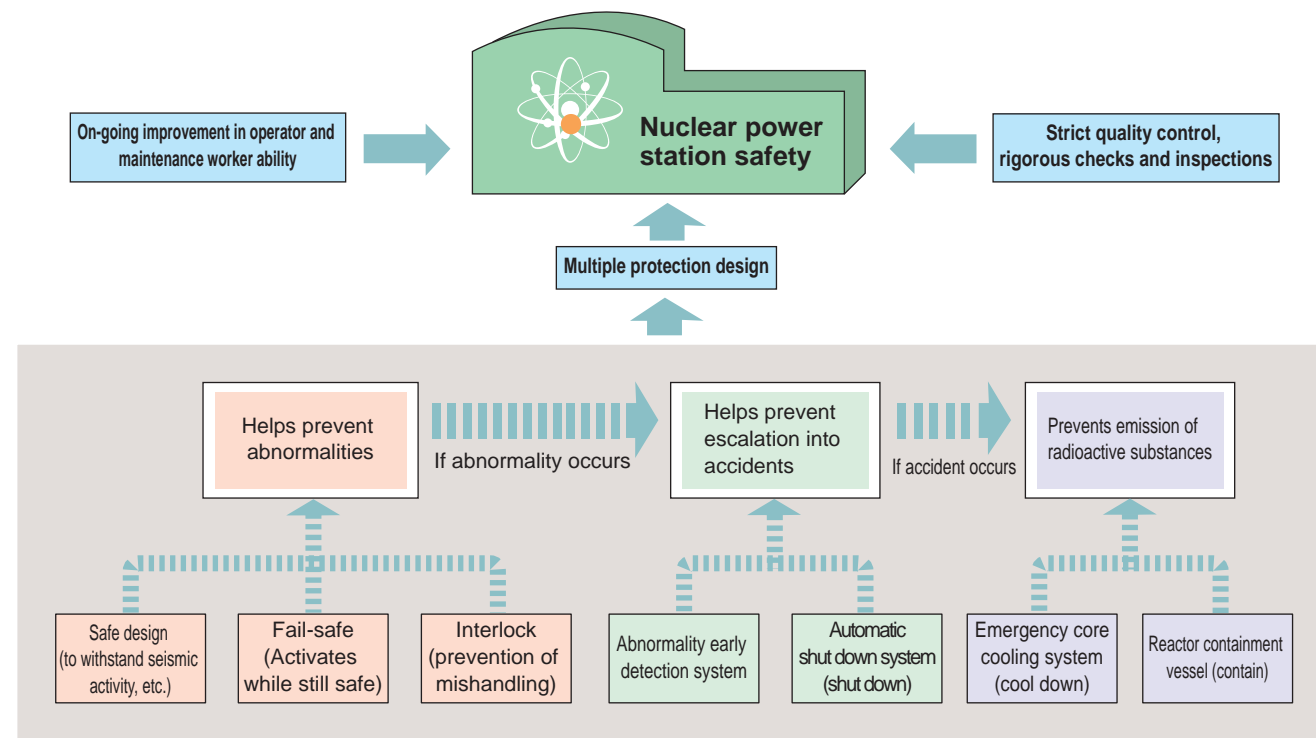 Nuclear power
station safety
On-going improvement in operator and
maintenance worker ability
Strict quality control,
rigorous checks and inspections
Multiple protection design
Helps prevent
abnormalities
If abnormality occurs
Helps prevent
escalation into
accidents
If accident occurs
Prevents emission of
radioactive substances
Safe design
(to withstand seismic
activity, etc.)
Fail-safe
(Activates
while still safe)
Interlock
(prevention of
mishandling)
Abnormality early
detection system
Automatic
shut down system
(shut down)
Emergency core
cooling system
(cool down)
Reactor containment
vessel (contain)